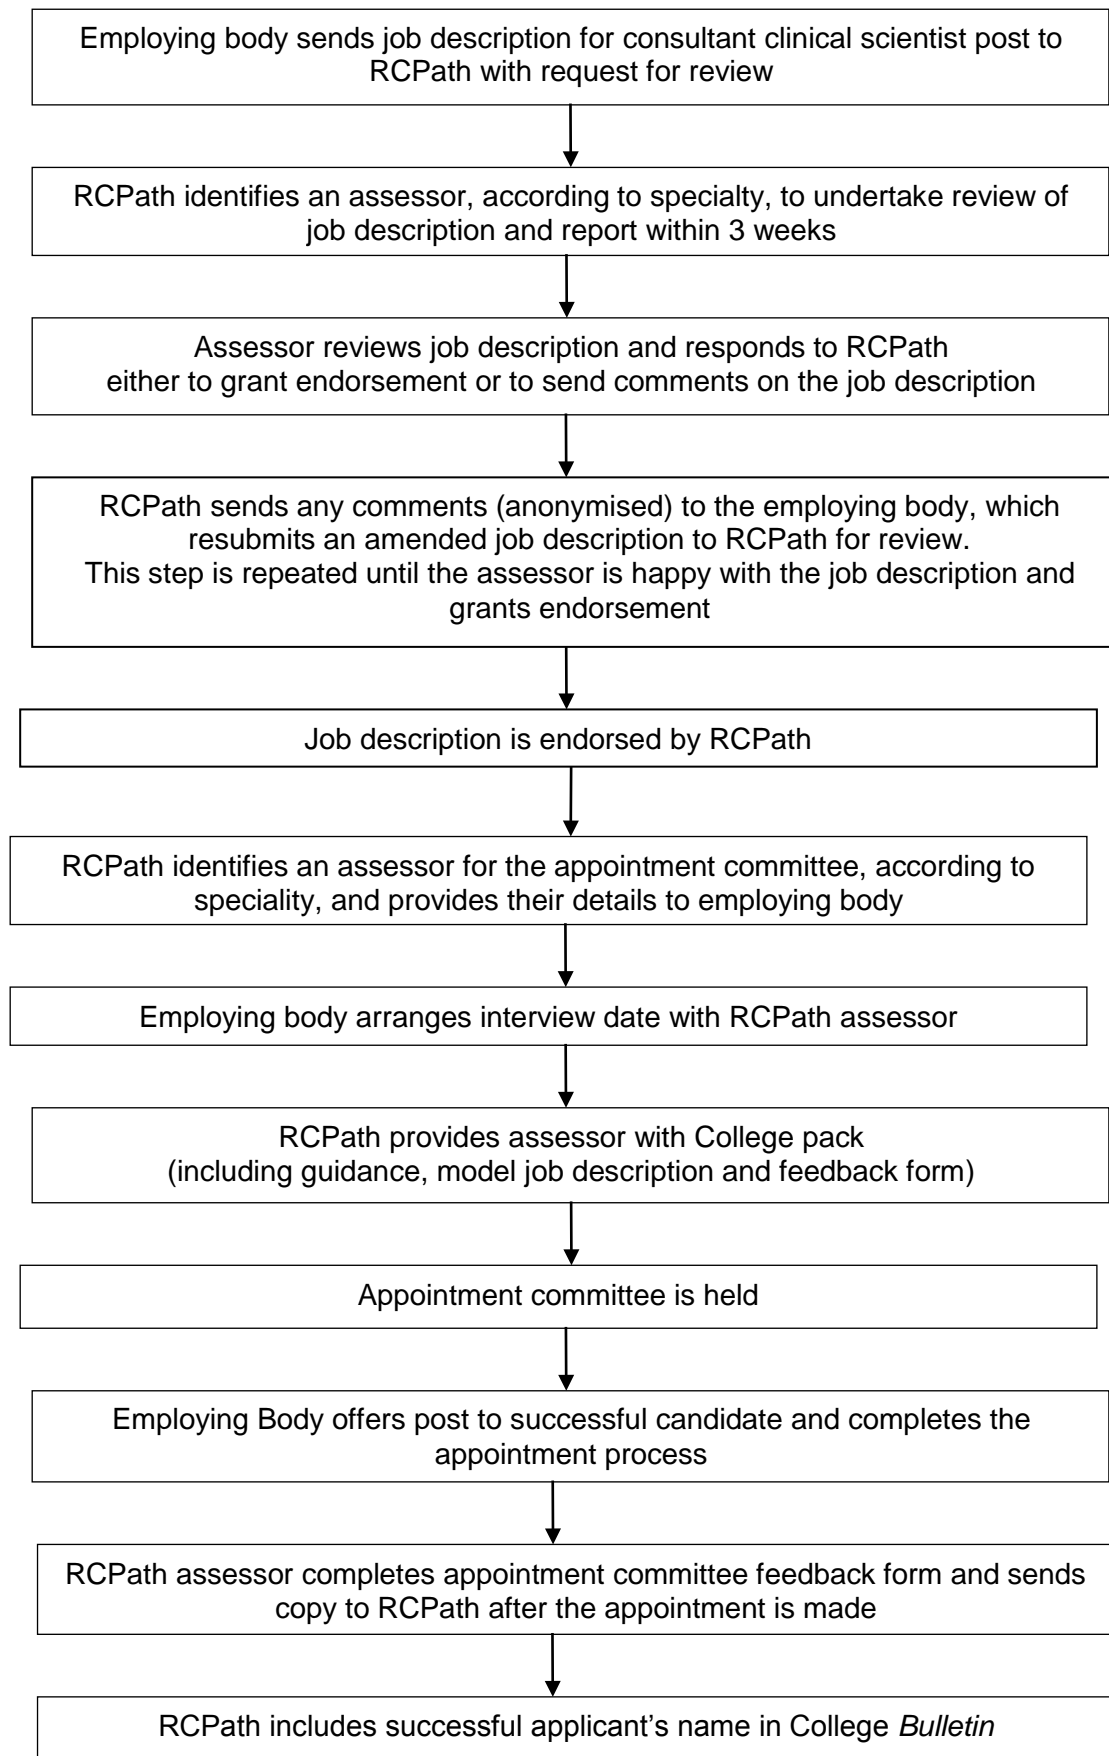 Employing body sends job description for consultant clinical scientist post to
RCPath with request for review
RCPath identifies an assessor, according to specialty, to undertake review of
job description and report within 3 weeks
Assessor reviews job description and responds to RCPath
either to grant endorsement or to send comments on the job description
RCPath sends any comments (anonymised) to the employing body, which
resubmits an amended job description to RCPath for review.
This step is repeated until the assessor is happy with the job description and
grants endorsement
Job description is endorsed by RCPath
RCPath identifies an assessor for the appointment committee, according to
speciality, and provides their details to employing body
Employing body arranges interview date with RCPath assessor
RCPath provides assessor with College pack
(including guidance, model job description and feedback form)
Appointment committee is held
Employing Body offers post to successful candidate and completes the
appointment process
RCPath assessor completes appointment committee feedback form and sends
copy to RCPath after the appointment is made
RCPath includes successful applicant’s name in College Bulletin